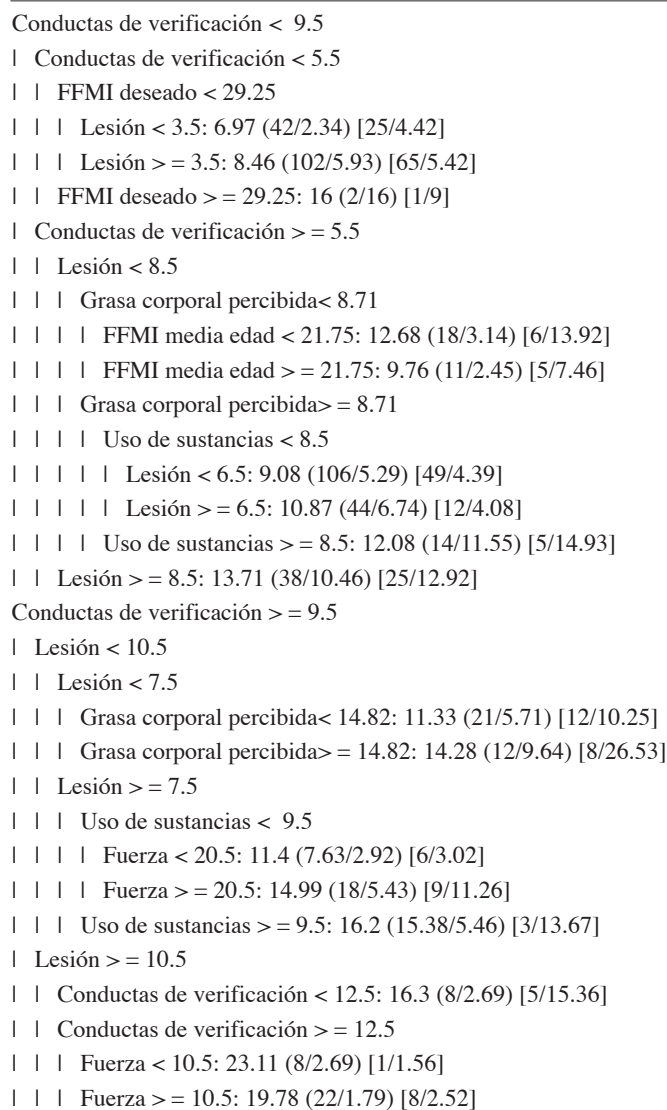 Conductas de verificación < 9.5
| Conductas de verificación < 5.5
| | FFMI deseado < 29.25
| | | Lesión < 3.5: 6.97 (42/2.34) [25/4.42]
| | | Lesión > = 3.5: 8.46 (102/5.93) [65/5.42]
| | FFMI deseado > = 29.25: 16 (2/16) [1/9]
| Conductas de verificación > = 5.5
| | Lesión < 8.5
| | | Grasa corporal percibida< 8.71
| | | | FFMI media edad < 21.75: 12.68 (18/3.14) [6/13.92]
| | | | FFMI media edad > = 21.75: 9.76 (11/2.45) [5/7.46]
| | | Grasa corporal percibida> = 8.71
| | | | Uso de sustancias < 8.5
| | | | | Lesión < 6.5: 9.08 (106/5.29) [49/4.39]
| | | | | Lesión > = 6.5: 10.87 (44/6.74) [12/4.08]
| | | | Uso de sustancias > = 8.5: 12.08 (14/11.55) [5/14.93]
| | Lesión > = 8.5: 13.71 (38/10.46) [25/12.92]
Conductas de verificación > = 9.5
| Lesión < 10.5
| | Lesión < 7.5
| | | Grasa corporal percibida< 14.82: 11.33 (21/5.71) [12/10.25]
| | | Grasa corporal percibida> = 14.82: 14.28 (12/9.64) [8/26.53]
| | Lesión > = 7.5
| | | Uso de sustancias < 9.5
| | | | Fuerza < 20.5: 11.4 (7.63/2.92) [6/3.02]
| | | | Fuerza > = 20.5: 14.99 (18/5.43) [9/11.26]
| | | Uso de sustancias > = 9.5: 16.2 (15.38/5.46) [3/13.67]
| Lesión > = 10.5
| | Conductas de verificación < 12.5: 16.3 (8/2.69) [5/15.36]
| | Conductas de verificación > = 12.5
| | | Fuerza < 10.5: 23.11 (8/2.69) [1/1.56]
| | | Fuerza > = 10.5: 19.78 (22/1.79) [8/2.52]